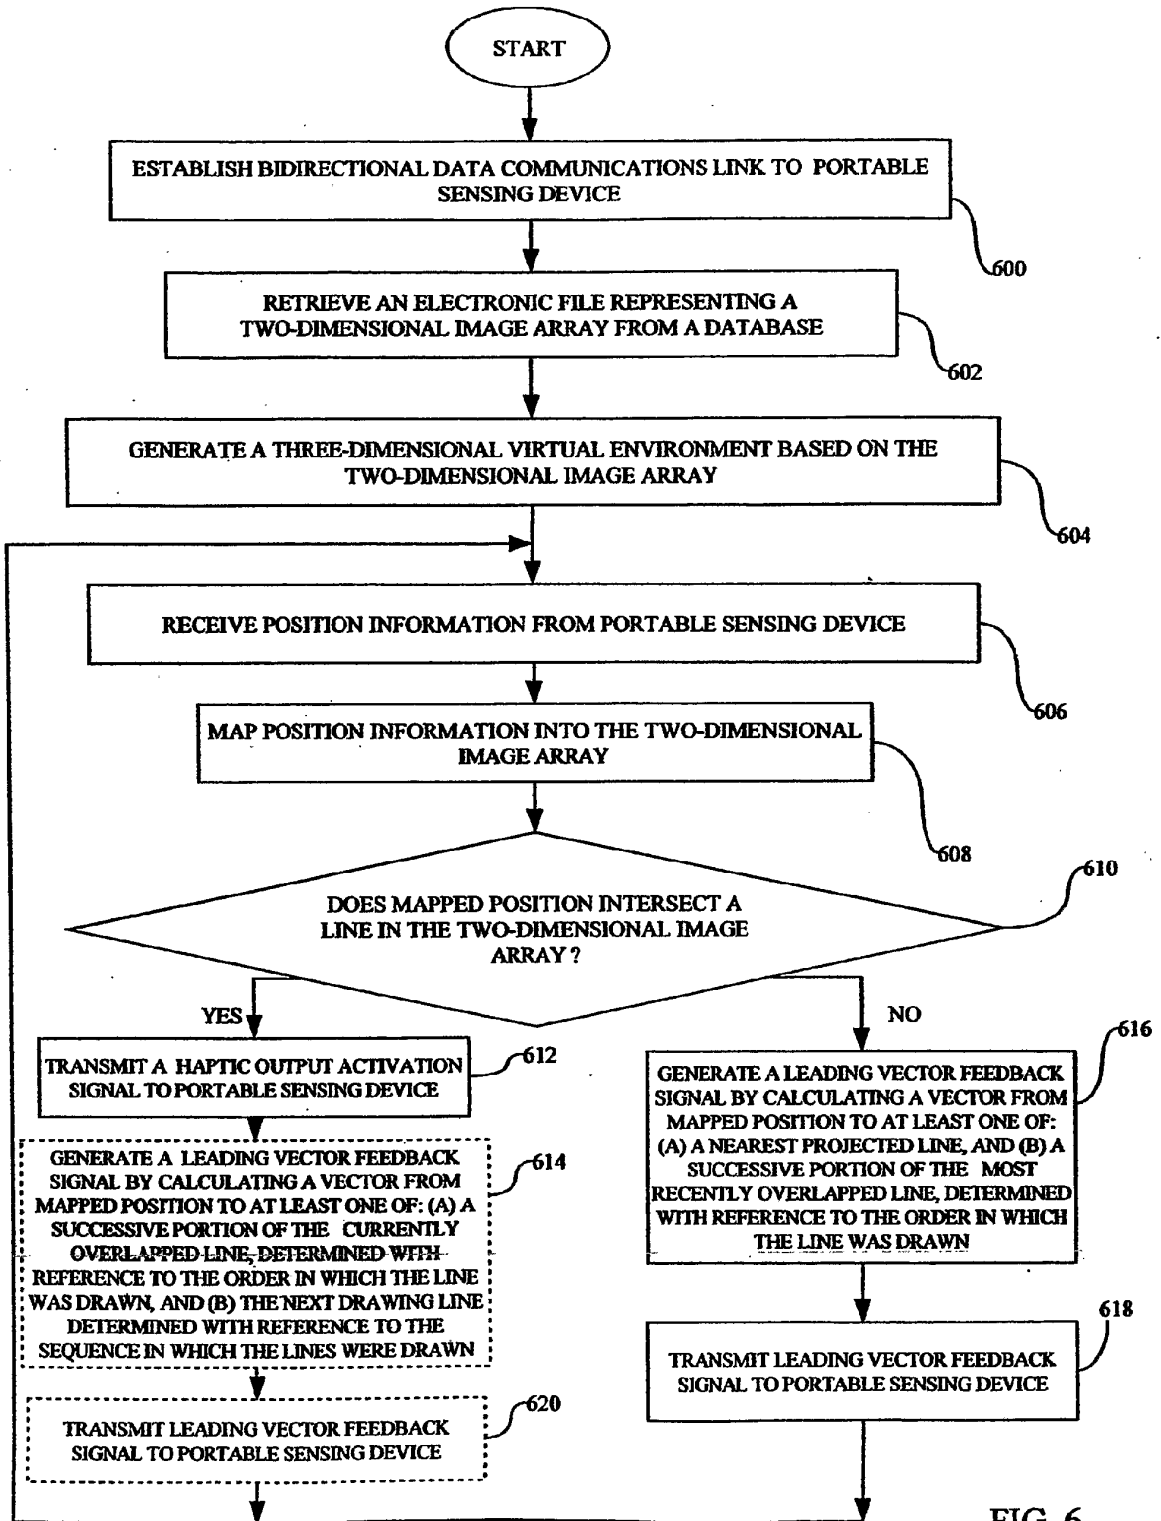 START
ESTABLISH BIDIRECTIONAL DATA COMMUNICATIONS LINK TO PORTABLE
SENSING DEVICE
600
RETRIEVE AN ELECTRONIC FILE REPRESENTING A
TWO-DIMENSIONAL IMAGE ARRAY FROM A DATABASE
602
GENERATE A THREE-DIMENSIONAL VIRTUAL ENVIRONMENT BASED ON THE
TWO-DIMENSIONAL IMAGE ARRAY
604
RECEIVE POSITION INFORMATION FROM PORTABLE SENSING DEVICE
606
MAP POSITION INFORMATION INTO THE TWO-DIMENSIONAL
IMAGE ARRAY
608
DOES MAPPED POSITION INTERSECT A
LINE IN THE TWO-DIMENSIONAL IMAGE
ARRAY ?
610
YES
NO
TRANSMIT A HAPTIC OUTPUT ACTIVATION
SIGNAL TO PORTABLE SENSING DEVICE
612
GENERATE A LEADING VECTOR FEEDBACK
SIGNAL BY CALCULATING A VECTOR FROM
MAPPED POSITION TO AT LEAST ONE OF: (A) A
SUCCESSIVE PORTION OF THE CURRENTLY
OVERLAPPED LINE, DETERMINED WITH
REFERENCE TO THE ORDER IN WHICH THE LINE
WAS DRAWN, AND (B) THE NEXT DRAWING LINE
DETERMINED WITH REFERENCE TO THE
SEQUENCE IN WHICH THE LINES WERE DRAWN
614
TRANSMIT LEADING VECTOR FEEDBACK
SIGNAL TO PORTABLE SENSING DEVICE
620
GENERATE A LEADING VECTOR FEEDBACK
SIGNAL BY CALCULATING A VECTOR FROM
MAPPED POSITION TO AT LEAST ONE OF:
(A) A NEAREST PROJECTED LINE, AND (B) A
SUCCESSIVE PORTION OF THE MOST
RECENTLY OVERLAPPED LINE, DETERMINED
WITH REFERENCE TO THE ORDER IN WHICH
THE LINE WAS DRAWN
616
TRANSMIT LEADING VECTOR FEEDBACK
SIGNAL TO PORTABLE SENSING DEVICE
618
FIG. 6